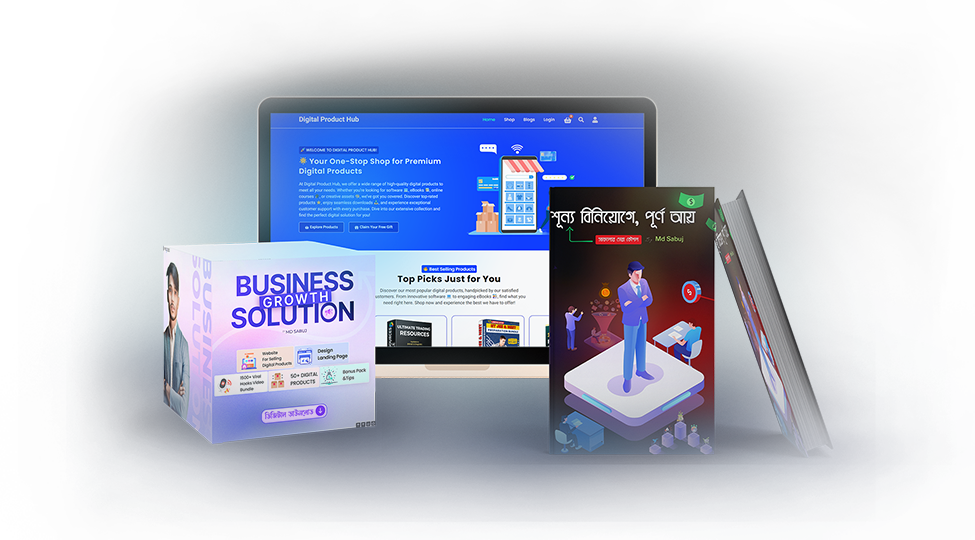 Digital Product Hub
Home Shop Blogs Login
WELCOME TO DIGITAL PRODUCT HUB!
Your One-Stop Shop for Premium
Digital Products
At Digital Product Hub, we offer a wide range of high-quality digital products to
meet all your needs. Whether you're looking for software, eBooks, online
courses, or creative assets, we've got you covered. Discover top-rated
products, enjoy seamless downloads, and experience exceptional
customer support with every purchase. Dive into our extensive collection and
find the perfect digital solution for you!
Explore Products
Claim Your Free Gift
Best Selling Products
Top Picks Just for You
Discover our most popular digital products, handpicked by our satisfied
customers. From innovative software to engaging eBooks, find what you
need right here. Shop now and experience the best we have to offer!
ULTIMATE TRADING
RESOURCES
BUSINESS
GROWTH
SOLUTION
MD SABUJ
Website
For Selling
Digital Products
Design
Landing Page
1500+ Viral
Hooks Video
Bundle
50+ DIGITAL
PRODUCTS
Bonus Pack
&Tips
ডিজিটাল ডাউনলোড
BUSINESS
SOLU
শূন্য বিনিয়োগে, পূর্ণ আয়
Md Sabuj